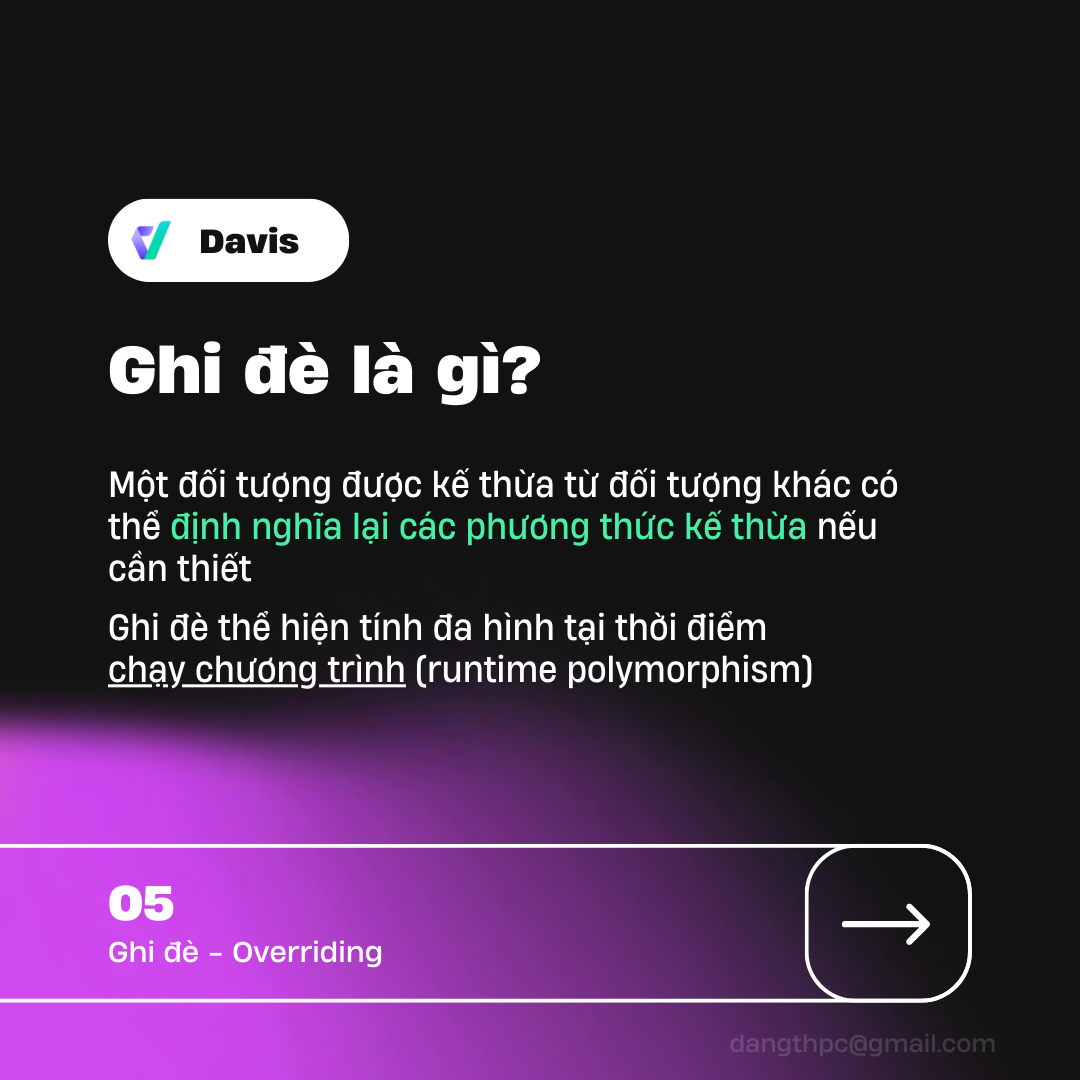 Davis
Ghi đè là gì?
Một đối tượng được kế thừa từ đối tượng khác có
thể định nghĩa lại các phương thức kế thừa nếu
cần thiết
Ghi đè thể hiện tính đa hình tại thời điểm
chạy chương trình (runtime polymorphism)
05
Ghi đè - Overriding
dangthpc@gmail.com